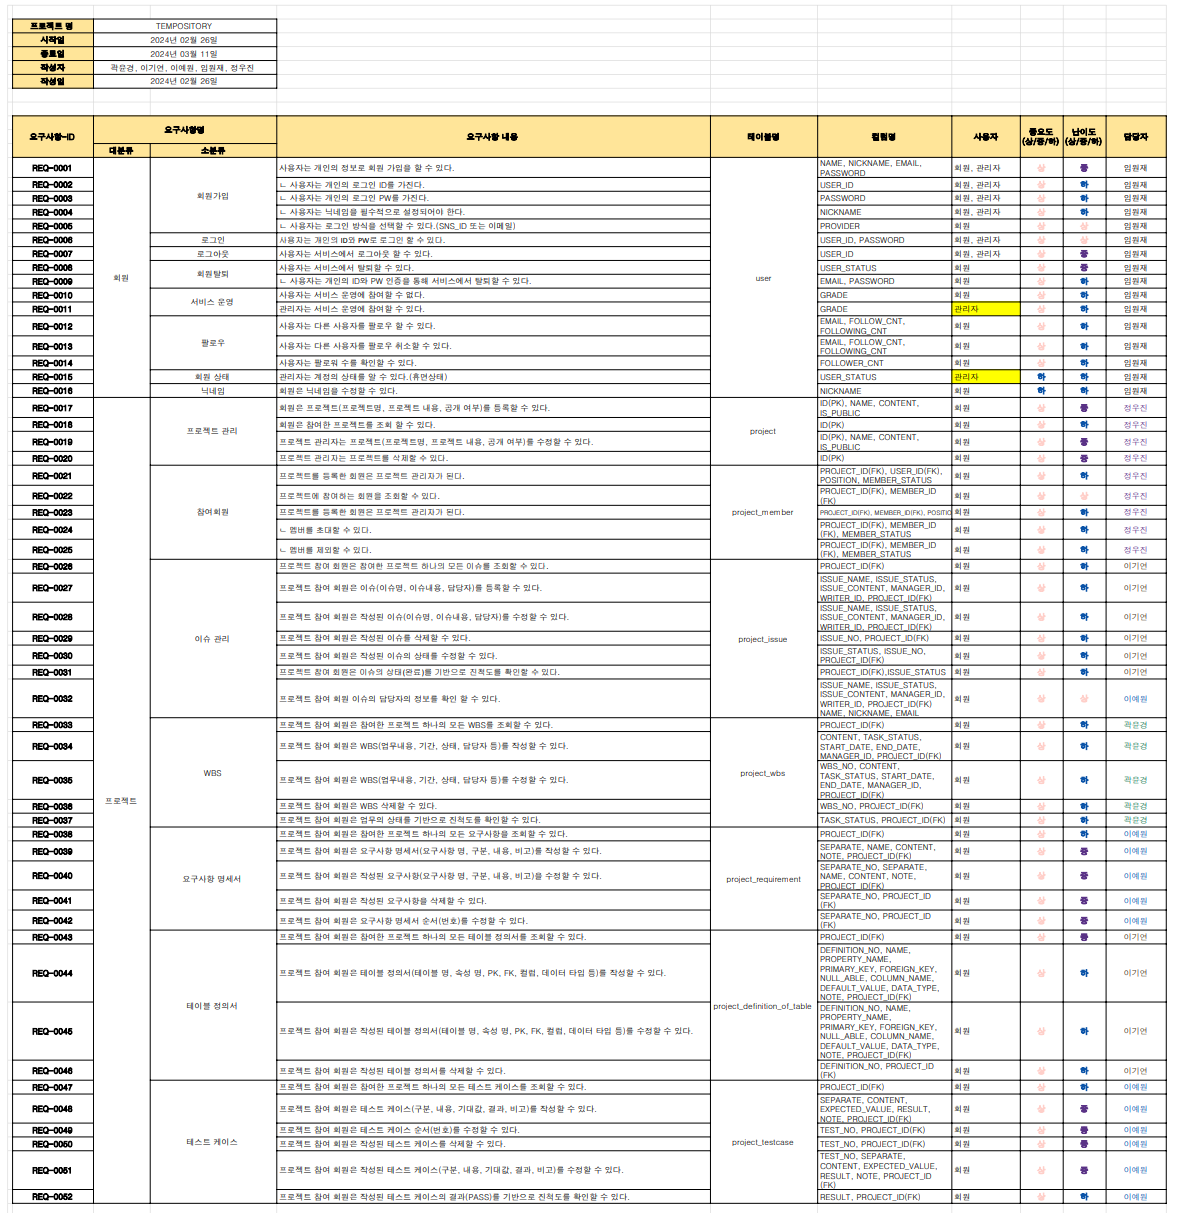 프로젝트 명 TEMPOSITORY
시작일 2024년 02월 26일
종료일 2024년 03월 11일
작성자 곽윤경, 이기연, 이예원, 임원재, 정우진
작성일 2024년 02월 26일
요구사항-ID 요구사항명 요구사항 내용 테이블명 컬럼명 사용자 중요도 (상/중/하) 난이도 (상/중/하) 담당자
대분류 소분류
REQ-0001 회원 회원가입 사용자는 개인의 정보로 회원 가입을 할 수 있다. user NAME, NICKNAME, EMAIL, PASSWORD 회원, 관리자 상 중 임원재
REQ-0002 ㄴ 사용자는 개인의 로그인 ID를 가진다. USER_ID 회원, 관리자 상 하 임원재
REQ-0003 ㄴ 사용자는 개인의 로그인 PW를 가진다. PASSWORD 회원, 관리자 상 하 임원재
REQ-0004 ㄴ 사용자는 닉네임을 필수적으로 설정되어야 한다. NICKNAME 회원, 관리자 상 하 임원재
REQ-0005 ㄴ 사용자는 로그인 방식을 선택할 수 있다.(SNS_ID 또는 이메일) PROVIDER 회원 상 상 임원재
REQ-0006 로그인 사용자는 개인의 ID와 PW로 로그인 할 수 있다. USER_ID, PASSWORD 회원, 관리자 상 상 임원재
REQ-0007 로그아웃 사용자는 서비스에서 로그아웃 할 수 있다. USER_ID 회원, 관리자 상 중 임원재
REQ-0008 회원탈퇴 사용자는 서비스에서 탈퇴할 수 있다. USER_STATUS 회원 상 중 임원재
REQ-0009 ㄴ 사용자는 개인의 ID와 PW 인증을 통해 서비스에서 탈퇴할 수 있다. EMAIL, PASSWORD 회원 상 하 임원재
REQ-0010 서비스 운영 사용자는 서비스 운영에 참여할 수 없다. GRADE 회원 상 하 임원재
REQ-0011 관리자는 서비스 운영에 참여할 수 있다. GRADE 관리자 상 하 임원재
REQ-0012 팔로우 사용자는 다른 사용자를 팔로우 할 수 있다. EMAIL, FOLLOW_CNT, FOLLOWING_CNT 회원 상 하 임원재
REQ-0013 사용자는 다른 사용자를 팔로우 취소할 수 있다. EMAIL, FOLLOW_CNT, FOLLOWING_CNT 회원 상 하 임원재
REQ-0014 사용자는 팔로워 수를 확인할 수 있다. FOLLOWER_CNT 회원 상 하 임원재
REQ-0015 회원 상태 관리자는 계정의 상태를 알 수 있다.(휴면상태) USER_STATUS 관리자 하 하 임원재
REQ-0016 닉네임 회원은 닉네임을 수정할 수 있다. NICKNAME 회원 하 하 임원재
REQ-0017 프로젝트 프로젝트 관리 회원은 프로젝트(프로젝트명, 프로젝트 내용, 공개 여부)를 등록할 수 있다. project ID(PK), NAME, CONTENT, IS_PUBLIC 회원 상 중 정우진
REQ-0018 회원은 참여한 프로젝트를 조회 할 수 있다. ID(PK) 회원 상 하 정우진
REQ-0019 프로젝트 관리자는 프로젝트(프로젝트명, 프로젝트 내용, 공개 여부)를 수정할 수 있다. ID(PK), NAME, CONTENT, IS_PUBLIC 회원 상 중 정우진
REQ-0020 프로젝트 관리자는 프로젝트를 삭제할 수 있다. ID(PK) 회원 상 중 정우진
REQ-0021 참여회원 프로젝트를 등록한 회원은 프로젝트 관리자가 된다. project_member PROJECT_ID(FK), USER_ID(FK), POSITION, MEMBER_STATUS 회원 상 하 정우진
REQ-0022 프로젝트에 참여하는 회원을 조회할 수 있다. PROJECT_ID(FK), MEMBER_ID (FK) 회원 상 상 정우진
REQ-0023 프로젝트를 등록한 회원은 프로젝트 관리자가 된다. PROJECT_ID(FK), MEMBER_ID(FK), POSITIO 회원 상 하 정우진
REQ-0024 ㄴ 멤버를 초대할 수 있다. PROJECT_ID(FK), MEMBER_ID (FK), MEMBER_STATUS 회원 상 하 정우진
REQ-0025 ㄴ 멤버를 제외할 수 있다. PROJECT_ID(FK), MEMBER_ID (FK), MEMBER_STATUS 회원 상 하 정우진
REQ-0026 이슈 관리 프로젝트 참여 회원은 참여한 프로젝트 하나의 모든 이슈를 조회할 수 있다. project_issue PROJECT_ID(FK) 회원 상 하 이기연
REQ-0027 프로젝트 참여 회원은 이슈(이슈명, 이슈내용, 담당자)를 등록할 수 있다. ISSUE_NAME, ISSUE_STATUS, ISSUE_CONTENT, MANAGER_ID, WRITER_ID, PROJECT_ID(FK) 회원 상 하 이기연
REQ-0028 프로젝트 참여 회원은 작성된 이슈(이슈명, 이슈내용, 담당자)를 수정할 수 있다. ISSUE_NAME, ISSUE_STATUS, ISSUE_CONTENT, MANAGER_ID, WRITER_ID, PROJECT_ID(FK) 회원 상 하 이기연
REQ-0029 프로젝트 참여 회원은 작성된 이슈를 삭제할 수 있다. ISSUE_NO, PROJECT_ID(FK) 회원 상 하 이기연
REQ-0030 프로젝트 참여 회원은 작성된 이슈의 상태를 수정할 수 있다. ISSUE_STATUS, ISSUE_NO, PROJECT_ID(FK) 회원 상 하 이기연
REQ-0031 프로젝트 참여 회원은 이슈의 상태(완료)를 기반으로 진척도를 확인할 수 있다. PROJECT_ID(FK),ISSUE_STATUS 회원 상 하 이기연
REQ-0032 프로젝트 참여 회원 이슈의 담당자의 정보를 확인 할 수 있다. ISSUE_NAME, ISSUE_STATUS, ISSUE_CONTENT, MANAGER_ID, WRITER_ID, PROJECT_ID(FK) NAME, NICKNAME, EMAIL 회원 상 상 이예원
REQ-0033 WBS 프로젝트 참여 회원은 참여한 프로젝트 하나의 모든 WBS를 조회할 수 있다. project_wbs PROJECT_ID(FK) 회원 상 하 곽윤경
REQ-0034 프로젝트 참여 회원은 WBS(업무내용, 기간, 상태, 담당자 등)를 작성할 수 있다. CONTENT, TASK_STATUS, START_DATE, END_DATE, MANAGER_ID, PROJECT_ID(FK) 회원 상 하 곽윤경
REQ-0035 프로젝트 참여 회원은 WBS(업무내용, 기간, 상태, 담당자 등)를 수정할 수 있다. WBS_NO, CONTENT, TASK_STATUS, START_DATE, END_DATE, MANAGER_ID, PROJECT_ID(FK) 회원 상 하 곽윤경
REQ-0036 프로젝트 참여 회원은 WBS 삭제할 수 있다. WBS_NO, PROJECT_ID(FK) 회원 상 하 곽윤경
REQ-0037 프로젝트 참여 회원은 업무의 상태를 기반으로 진척도를 확인할 수 있다. TASK_STATUS, PROJECT_ID(FK) 회원 상 하 곽윤경
REQ-0038 요구사항 명세서 프로젝트 참여 회원은 참여한 프로젝트 하나의 모든 요구사항을 조회할 수 있다. project_requirement PROJECT_ID(FK) 회원 상 하 이예원
REQ-0039 프로젝트 참여 회원은 요구사항 명세서(요구사항 명, 구분, 내용, 비고)를 작성할 수 있다. SEPARATE, NAME, CONTENT, NOTE, PROJECT_ID(FK) 회원 상 중 이예원
REQ-0040 프로젝트 참여 회원은 작성된 요구사항(요구사항 명, 구분, 내용, 비고)을 수정할 수 있다. SEPARATE_NO, SEPARATE, NAME, CONTENT, NOTE, PROJECT_ID(FK) 회원 상 중 이예원
REQ-0041 프로젝트 참여 회원은 작성된 요구사항을 삭제할 수 있다. SEPARATE_NO, PROJECT_ID (FK) 회원 상 중 이예원
REQ-0042 프로젝트 참여 회원은 요구사항 명세서 순서(번호)를 수정할 수 있다. SEPARATE_NO, PROJECT_ID (FK) 회원 상 중 이예원
REQ-0043 테이블 정의서 프로젝트 참여 회원은 참여한 프로젝트 하나의 모든 테이블 정의서를 조회할 수 있다. project_definition_of_table PROJECT_ID(FK) 회원 상 중 이기연
REQ-0044 프로젝트 참여 회원은 테이블 정의서(테이블 명, 속성 명, PK, FK, 컬럼, 데이터 타입 등)를 작성할 수 있다. DEFINITION_NO, NAME, PROPERTY_NAME, PRIMARY_KEY, FOREIGN_KEY, NULL_ABLE, COLUMN_NAME, DEFAULT_VALUE, DATA_TYPE, NOTE, PROJECT_ID(FK) 회원 상 하 이기연
REQ-0045 프로젝트 참여 회원은 작성된 테이블 정의서(테이블 명, 속성 명, PK, FK, 컬럼, 데이터 타입 등)를 수정할 수 있다. DEFINITION_NO, NAME, PROPERTY_NAME, PRIMARY_KEY, FOREIGN_KEY, NULL_ABLE, COLUMN_NAME, DEFAULT_VALUE, DATA_TYPE, NOTE, PROJECT_ID(FK) 회원 상 하 이기연
REQ-0046 프로젝트 참여 회원은 작성된 테이블 정의서를 삭제할 수 있다. DEFINITION_NO, PROJECT_ID (FK) 회원 상 하 이기연
REQ-0047 테스트 케이스 프로젝트 참여 회원은 참여한 프로젝트 하나의 모든 테스트 케이스를 조회할 수 있다. project_testcase PROJECT_ID(FK) 회원 상 하 이예원
REQ-0048 프로젝트 참여 회원은 테스트 케이스(구분, 내용, 기대값, 결과, 비고)를 작성할 수 있다. SEPARATE, CONTENT, EXPECTED_VALUE, RESULT, NOTE, PROJECT_ID(FK) 회원 상 중 이예원
REQ-0049 프로젝트 참여 회원은 테스트 케이스 순서(번호)를 수정할 수 있다. TEST_NO, PROJECT_ID(FK) 회원 상 중 이예원
REQ-0050 프로젝트 참여 회원은 작성된 테스트 케이스를 삭제할 수 있다. TEST_NO, PROJECT_ID(FK) 회원 상 중 이예원
REQ-0051 프로젝트 참여 회원은 작성된 테스트 케이스(구분, 내용, 기대값, 결과, 비고)를 수정할 수 있다. TEST_NO, SEPARATE, CONTENT, EXPECTED_VALUE, RESULT, NOTE, PROJECT_ID (FK) 회원 상 중 이예원
REQ-0052 프로젝트 참여 회원은 작성된 테스트 케이스의 결과(PASS)를 기반으로 진척도를 확인할 수 있다. RESULT, PROJECT_ID(FK) 회원 상 하 이예원